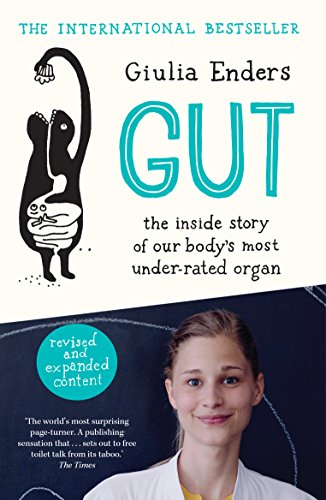 THE INTERNATIONAL BESTSELLER
Giulia Enders
GUT
the inside story
of our body's most
under-rated organ
revised
and
expanded
content
'The world's most surprising
page-turner. A publishing
sensation that ... sets out to free
toilet talk from its taboo.'
The Times